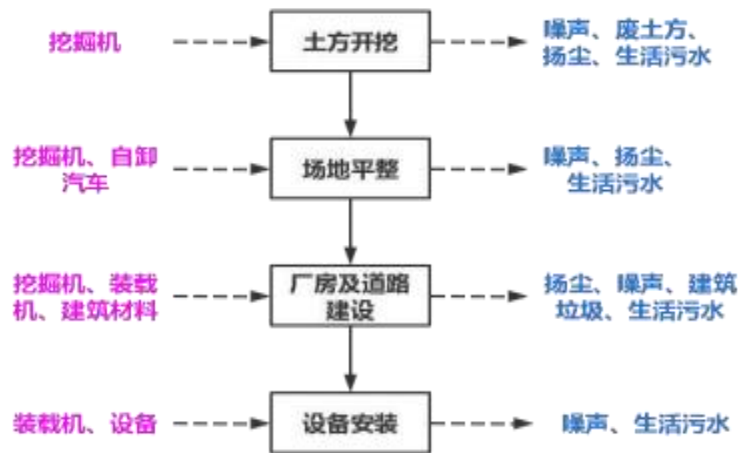 挖掘机
土方开挖
噪声、废土方、
扬尘、生活污水
挖掘机、自卸
汽车
场地平整
噪声、扬尘、
生活污水
挖掘机、装载
机、建筑材料
厂房及道路
建设
扬尘、噪声、建筑
垃圾、生活污水
装载机、设备
设备安装
噪声、生活污水